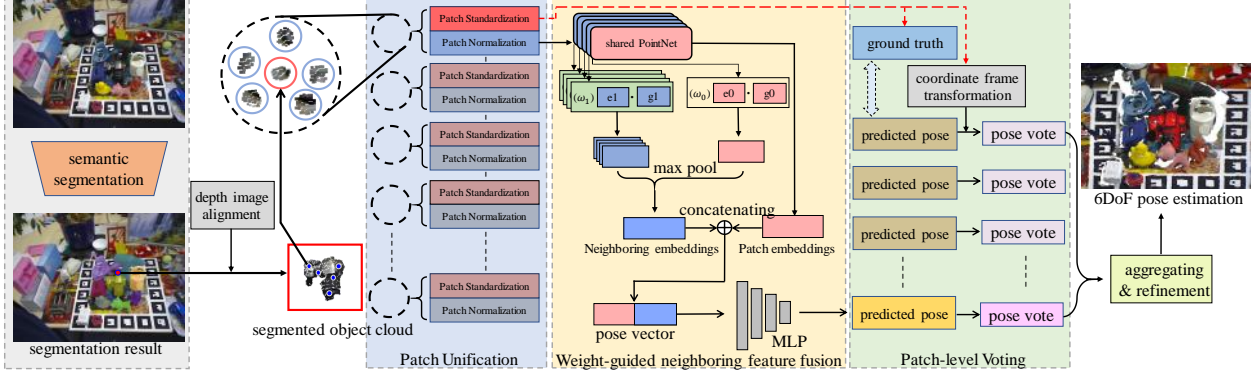 semantic
segmentation
segmentation result
depth image
alignment
segmented object cloud
Patch Standardization
Patch Normalization
Patch Standardization
Patch Normalization
Patch Standardization
Patch Normalization
Patch Standardization
Patch Normalization
Patch Standardization
Patch Normalization
Patch Unification
shared PointNet
(ω₁) e1 · g1
(ω₀) e0 · g0
max pool
concatenating
Neighboring embeddings
Patch embeddings
pose vector
MLP
Weight-guided neighboring feature fusion
ground truth
coordinate frame
transformation
predicted pose
pose vote
predicted pose
pose vote
predicted pose
pose vote
predicted pose
pose vote
Patch-level Voting
6DoF pose estimation
aggregating
& refinement